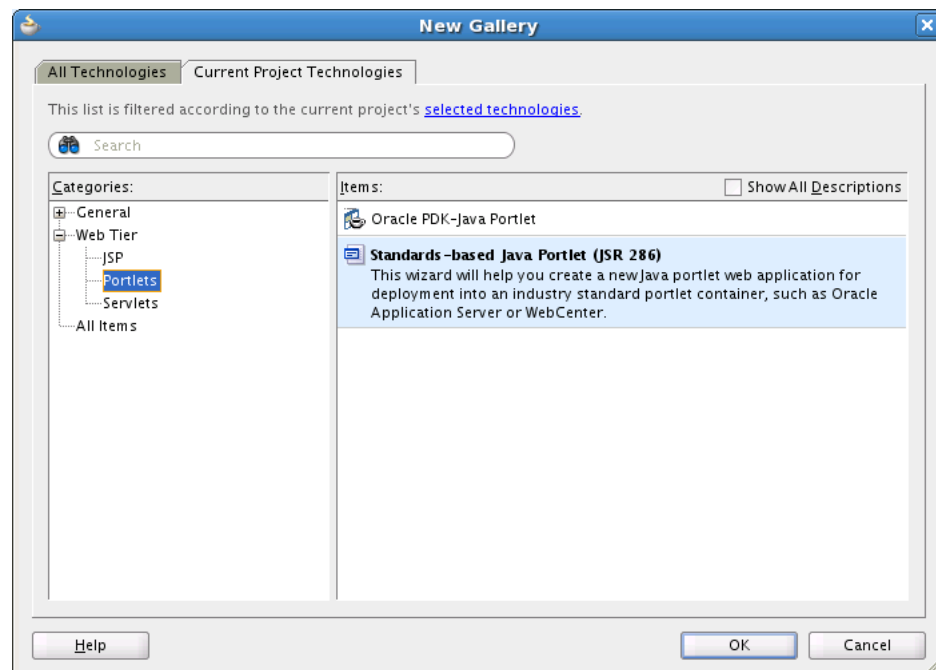 New Gallery
All Technologies
Current Project Technologies
This list is filtered according to the current project's selected technologies.
Search
Categories:
General
Web Tier
JSP
Portlets
Servlets
All Items
Items:
Show All Descriptions
Oracle PDK-Java Portlet
Standards-based Java Portlet (JSR 286)
This wizard will help you create a new Java portlet web application for
deployment into an industry standard portlet container, such as Oracle
Application Server or WebCenter.
Help
OK
Cancel